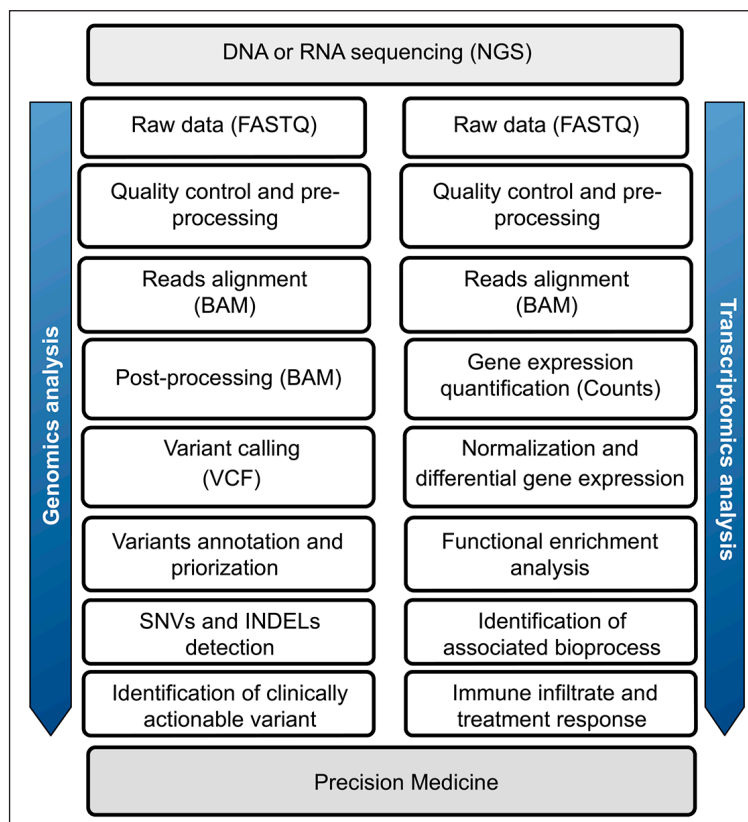 DNA or RNA sequencing (NGS)
Genomics analysis
Raw data (FASTQ)
Quality control and pre-
processing
Reads alignment
(BAM)
Post-processing (BAM)
Variant calling
(VCF)
Variants annotation and
priorization
SNVs and INDELs
detection
Identification of clinically
actionable variant
Raw data (FASTQ)
Quality control and pre-
processing
Reads alignment
(BAM)
Gene expression
quantification (Counts)
Normalization and
differential gene expression
Functional enrichment
analysis
Identification of
associated bioprocess
Immune infiltrate and
treatment response
Transcriptomics analysis
Precision Medicine